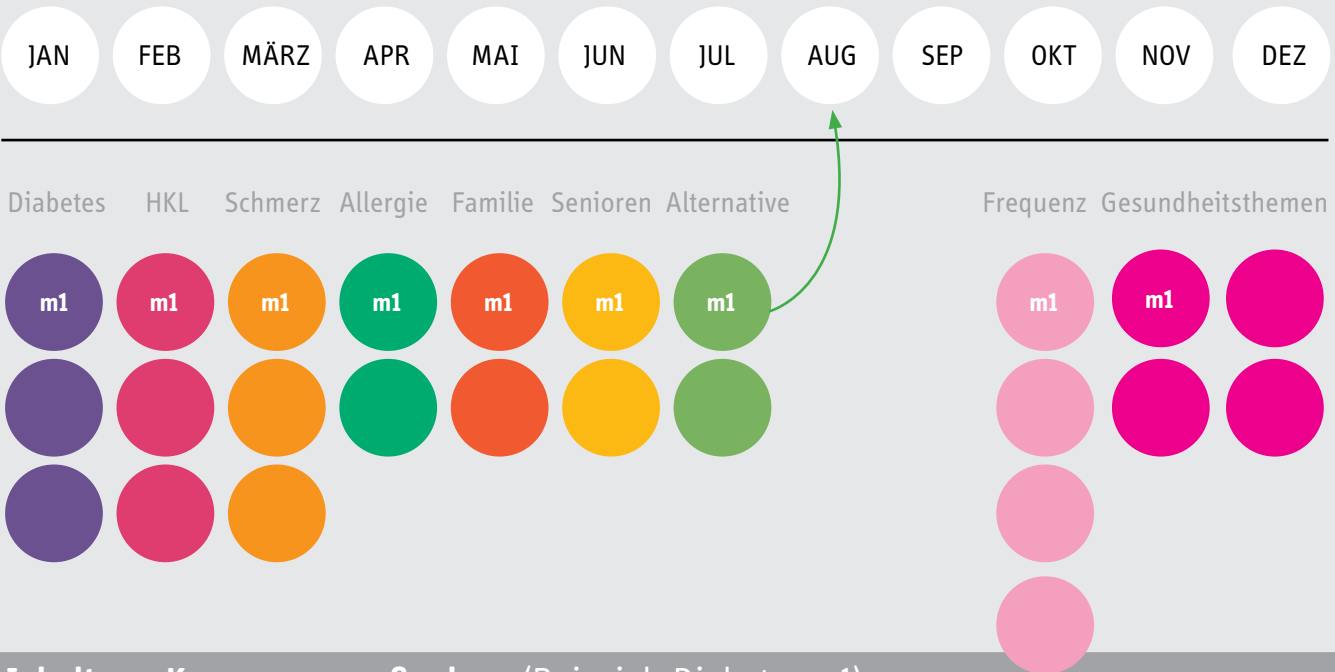 JAN FEB MÄRZ APR MAI JUN JUL AUG SEP OKT NOV DEZ
Diabetes HKL Schmerz Allergie Familie Senioren Alternative Frequenz Gesundheitsthemen
m1 m1 m1 m1 m1 m1 m1 m1 m1